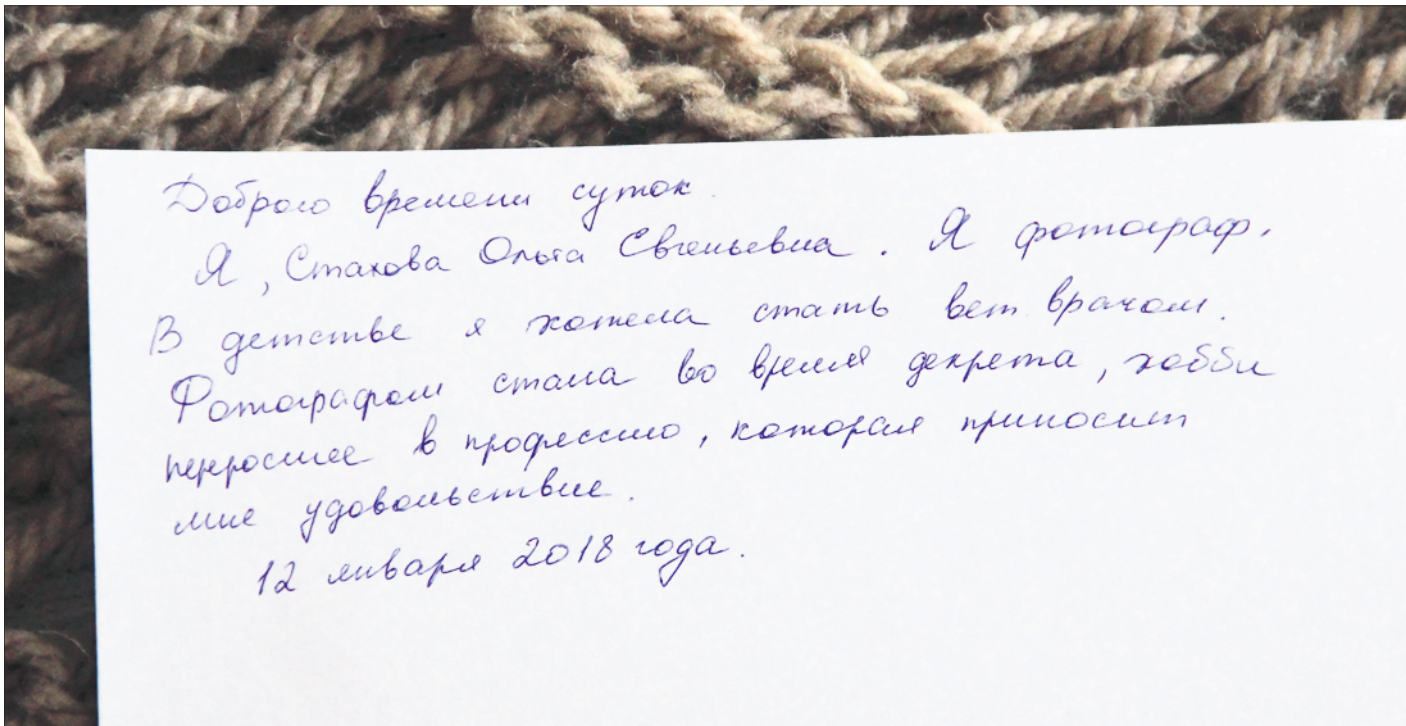 Доброго времени суток.
Я, Стахова Ольга Евгеньевна. Я фотограф.
В детстве я хотела стать вет. врачом.
Фотографом стала во время декрета, хобби
переросшее в профессию, которая приносит
мне удовольствие.
12 января 2018 года.